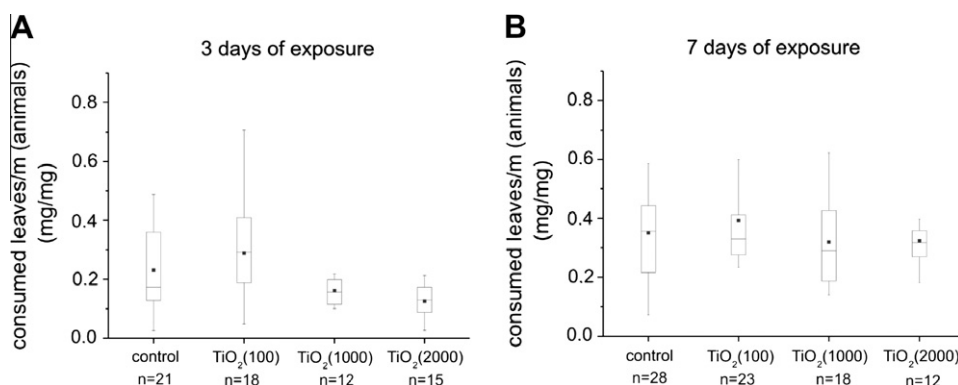 A
3 days of exposure
consumed leaves/m (animals)
(mg/mg)
0.8
0.6
0.4
0.2
0.0
control
TiO₂(100)
TiO₂(1000)
TiO₂(2000)
n=21
n=18
n=12
n=15
B
7 days of exposure
consumed leaves/m (animals)
(mg/mg)
0.8
0.6
0.4
0.2
0.0
control
TiO₂(100)
TiO₂(1000)
TiO₂(2000)
n=28
n=23
n=18
n=12